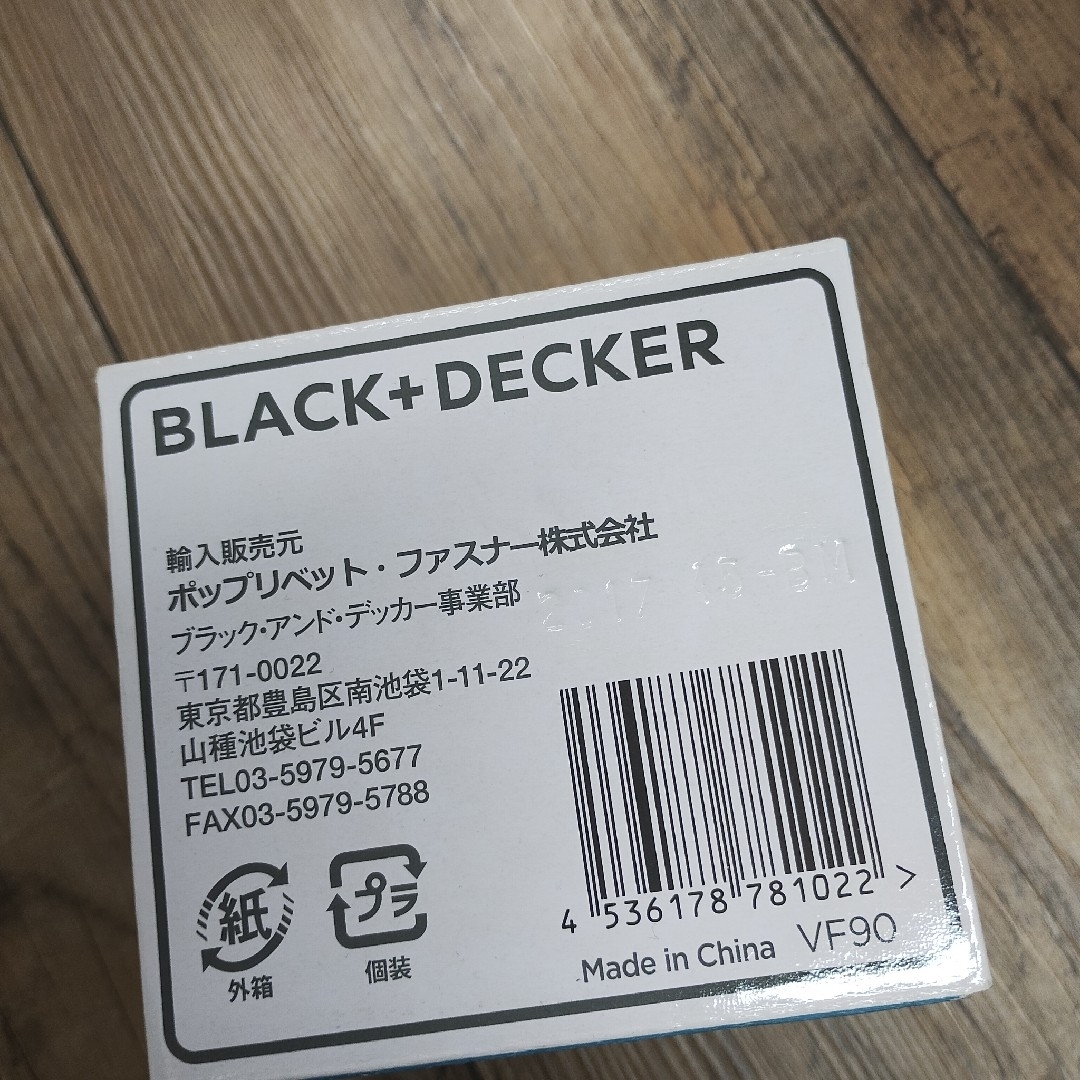 BLACK+DECKER
輸入販売元
ポップリベット・ファスナー株式会社
ブラック・アンド・デッカー事業部
〒171-0022
東京都豊島区南池袋1-11-22
山種池袋ビル4F
TEL03-5979-5677
FAX03-5979-5788
紙
外箱
プラ
個装
4 536178 781022 >
Made in China VF90